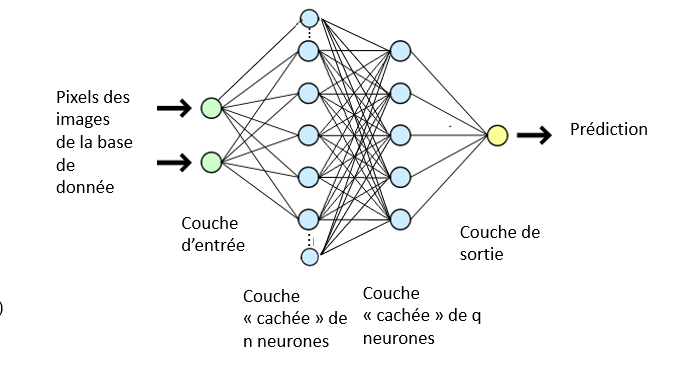 Pixels des
images
de la base
de
donnée
Prédiction
Couche
d'entrée
Couche de
sortie
Couche
« cachée » de
n neurones
Couche
« cachée » de q
neurones
)